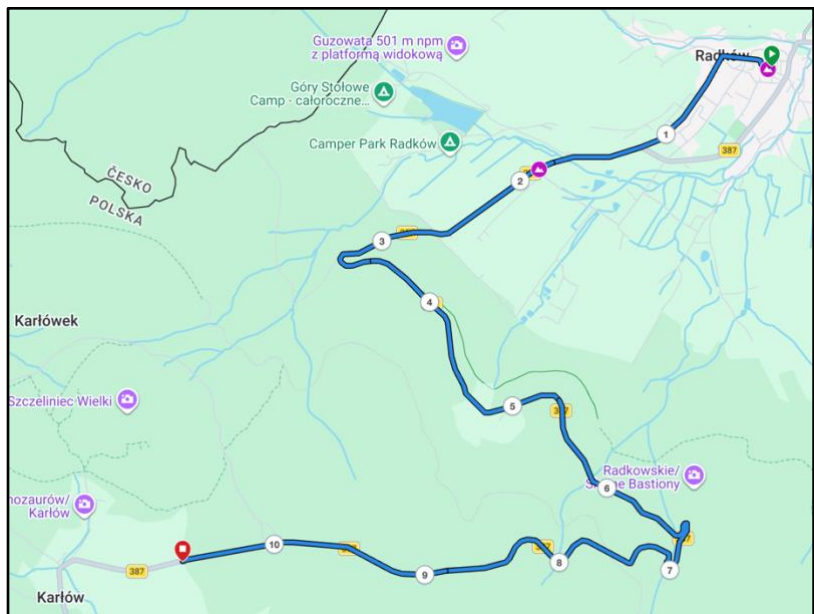 Guzowata 501 m npm
z platformą widokową
Radków
Góry Stołowe
Camp - całoroczne...
1
387
Camper Park Radków
ČESKO
2
POLSKA
3
4
Karłówek
Szczeliniec Wielki
5
Radkowskie/
6
nozaurów/
Karłów
10
387
8
7
9
387
Karłów